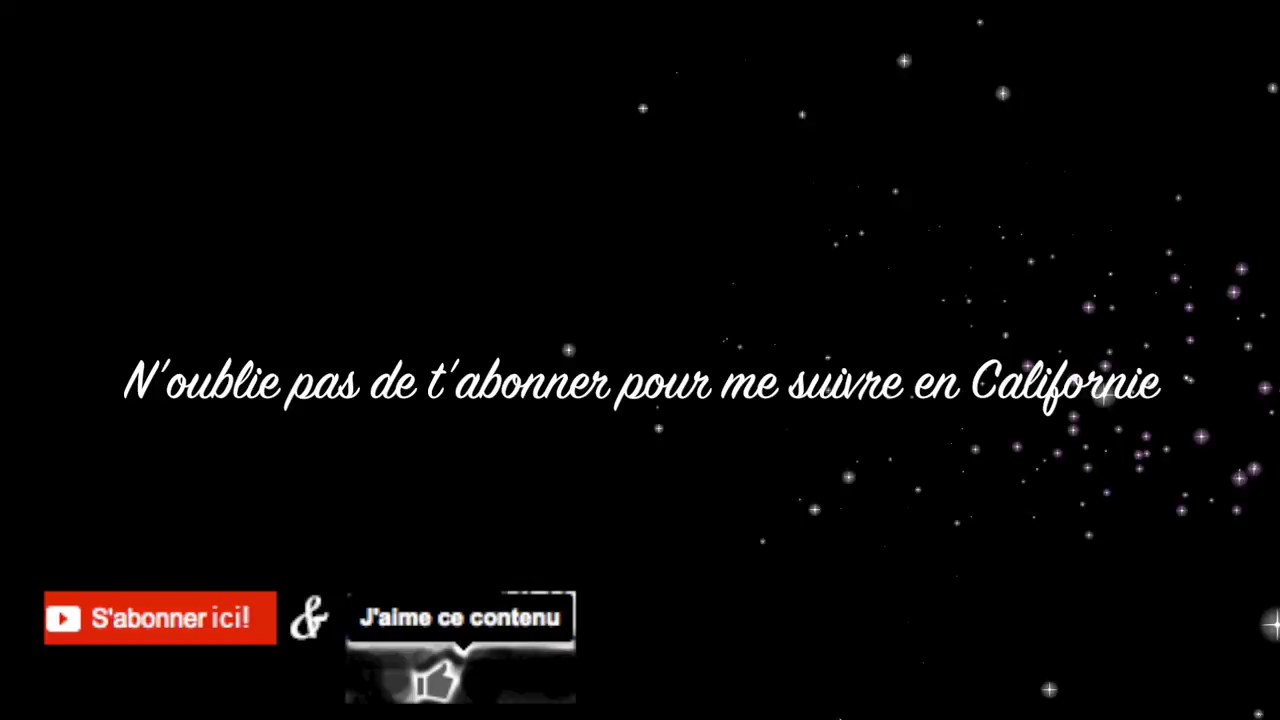 N'oublie pas de t'abonner pour me suivre en Californie
S'abonner ici! & J'aime ce contenu